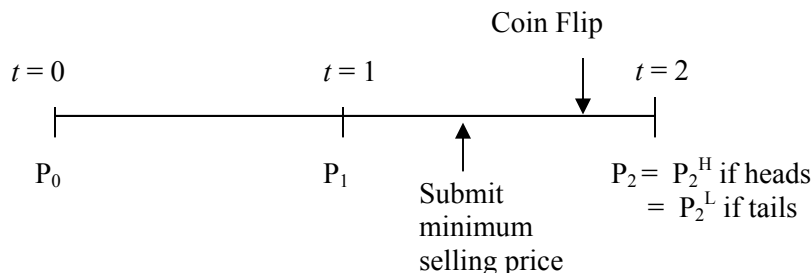 Coin Flip
t = 0 t = 1 t = 2
P₀ P₁ P₂ = P₂ᴴ if heads
= P₂ᴸ if tails
Submit
minimum
selling price